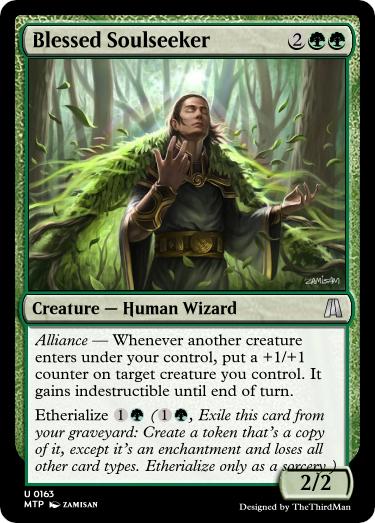 Blessed Soulseeker 2
ZAMISAM
Creature — Human Wizard
Alliance — Whenever another creature
enters under your control, put a +1/+1
counter on target creature you control. It
gains indestructible until end of turn.
Etherialize 1 ( 1 , Exile this card from
your graveyard: Create a token that's a copy
of it, except it's an enchantment and loses all
other card types. Etherialize only as a sorcery.)
2/2
U 0163
MTP ZAMISAN Designed by TheThirdMan